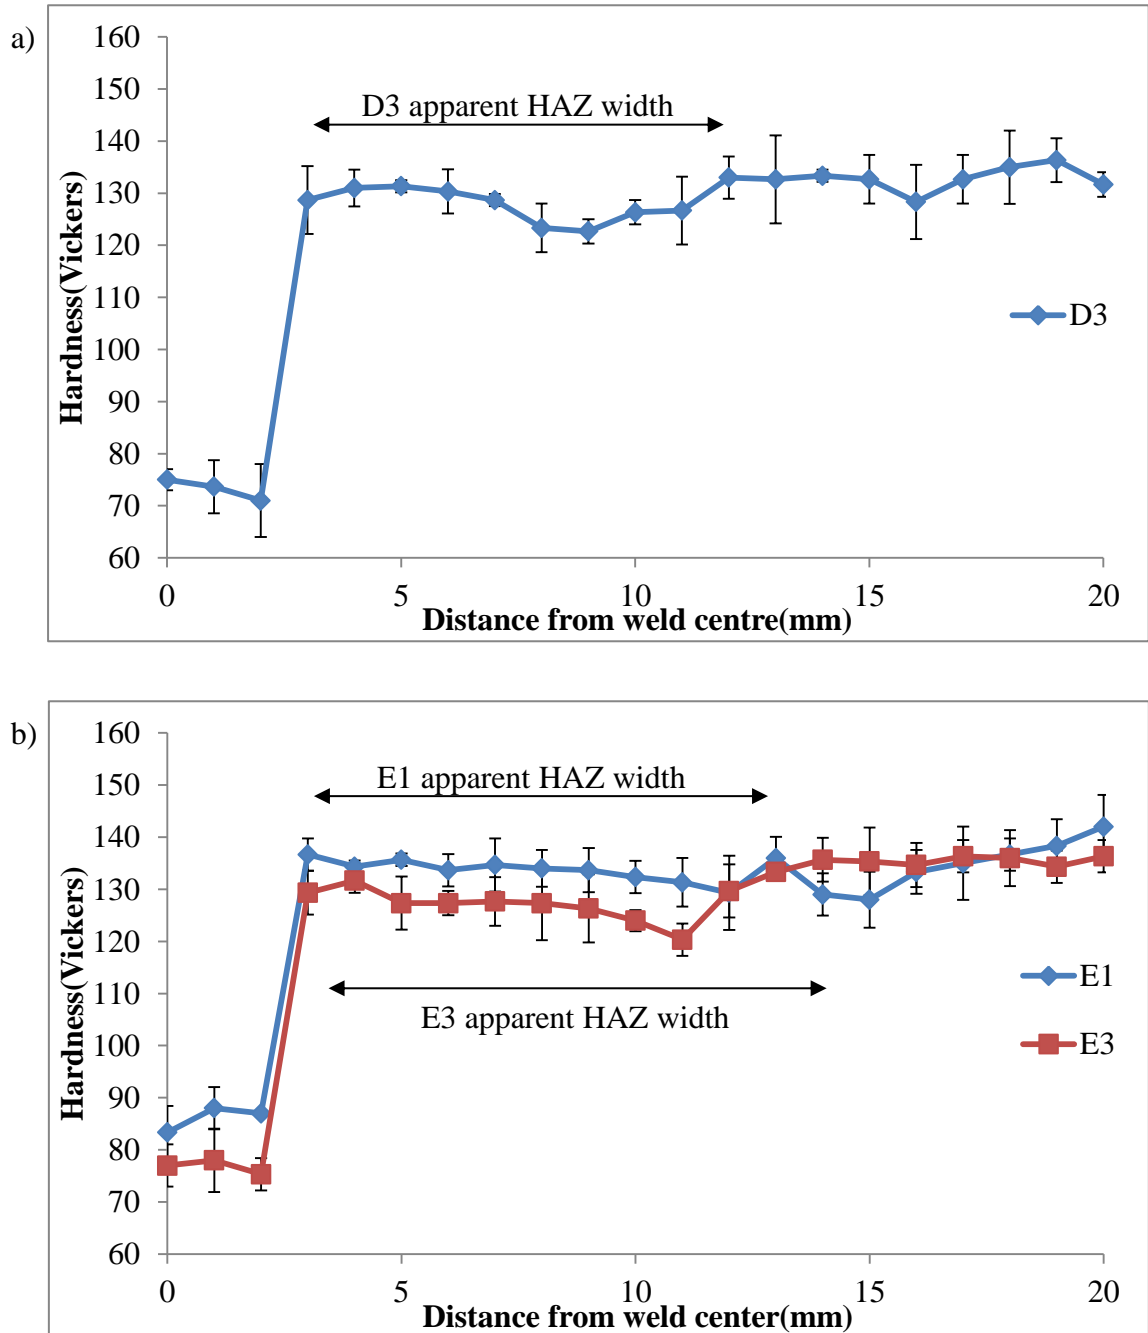 a)
160
150
140
130
120
110
100
90
80
70
60
Hardness(Vickers)
D3 apparent HAZ width
D3
0 5 10 15 20
Distance from weld centre(mm)
b)
160
150
140
130
120
110
100
90
80
70
60
Hardness(Vickers)
E1 apparent HAZ width
E3 apparent HAZ width
E1
E3
0 5 10 15 20
Distance from weld center(mm)